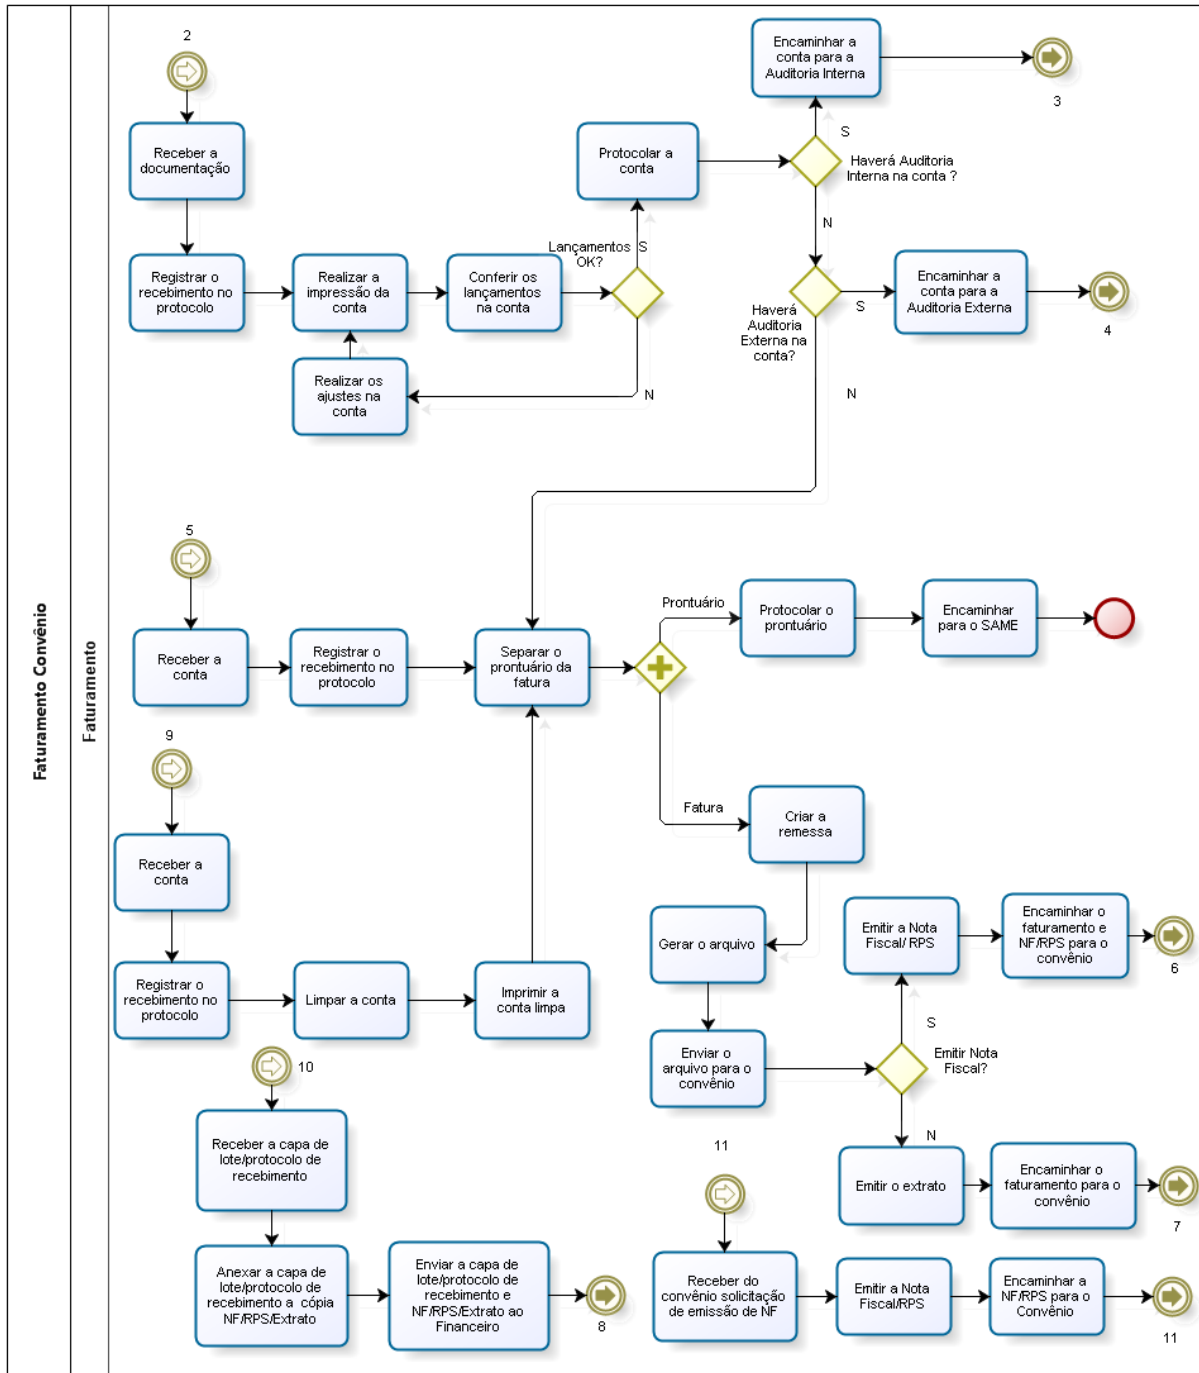 Faturamento Convênio
Faturamento
2
Receber a
documentação
Registrar o
recebimento no
protocolo
Realizar a
impressão da
conta
Conferir os
lançamentos
na conta
Lançamentos
OK?
S
N
Realizar os
ajustes na
conta
Protocolar a
conta
Haverá Auditoria
Interna na conta ?
S
N
Encaminhar a
conta para a
Auditoria Interna
3
Haverá
Auditoria
Externa na
conta?
S
N
Encaminhar a
conta para a
Auditoria Externa
4
5
Receber a
conta
Registrar o
recebimento no
protocolo
Separar o
prontuário da
fatura
Prontuário
Protocolar o
prontuário
Encaminhar
para o SAME
Fatura
Criar a
remessa
9
Receber a
conta
Registrar o
recebimento no
protocolo
Limpar a conta
Imprimir a
conta limpa
Gerar o arquivo
Enviar o
arquivo para o
convênio
Emitir Nota
Fiscal?
S
N
Emitir a Nota
Fiscal/ RPS
Encaminhar o
faturamento e
NF/RPS para o
convênio
6
Emitir o extrato
Encaminhar o
faturamento para o
convênio
7
10
Receber a capa de
lote/protocolo de
recebimento
Anexar a capa de
lote/protocolo de
recebimento a cópia
NF/RPS/Extrato
Enviar a capa de
lote/protocolo de
recebimento e
NF/RPS/Extrato ao
Financeiro
8
11
Receber do
convênio solicitação
de emissão de NF
Emitir a Nota
Fiscal/RPS
Encaminhar a
NF/RPS para o
Convênio
11